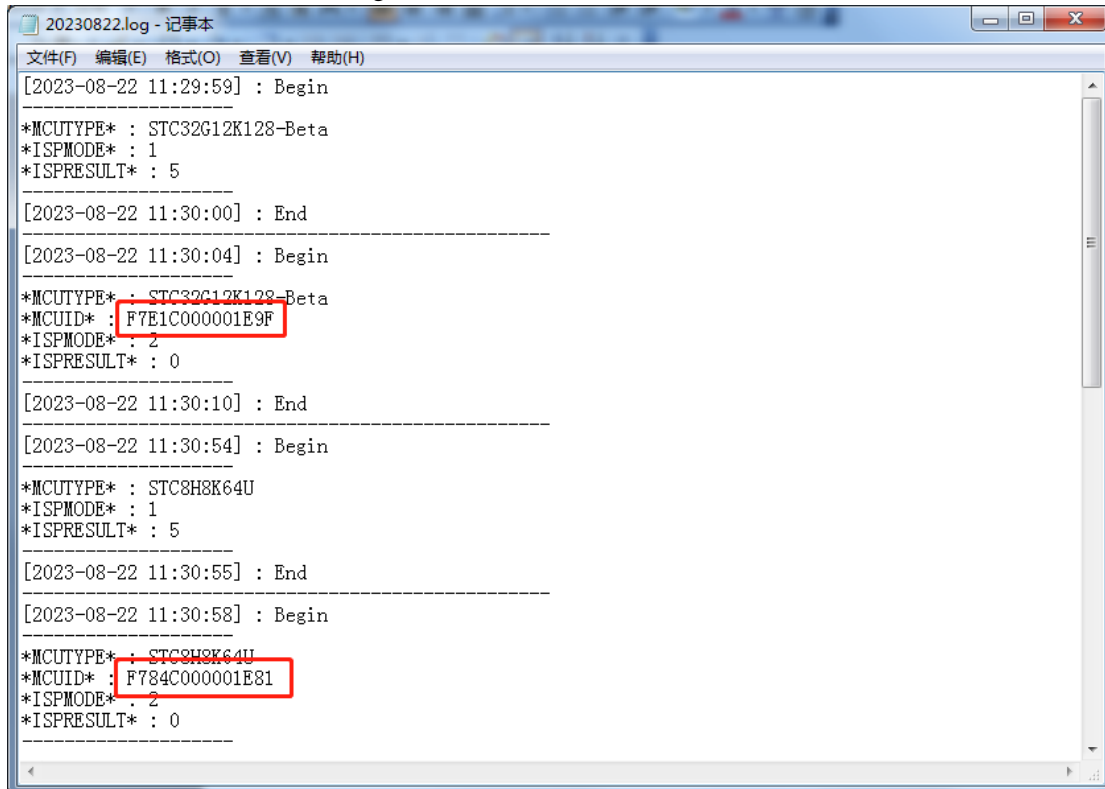 20230822.log - 记事本
文件(F) 编辑(E) 格式(O) 查看(V) 帮助(H)
[2023-08-22 11:29:59] : Begin
--------------------
*MCUTYPE* : STC32G12K128-Beta
*ISPMODE* : 1
*ISPRESULT* : 5
--------------------
[2023-08-22 11:30:00] : End
--------------------------------------------------
[2023-08-22 11:30:04] : Begin
--------------------
*MCUTYPE* : STC32G12K128-Beta
*MCUID* : F7E1C000001E9F
*ISPMODE* : 2
*ISPRESULT* : 0
--------------------
[2023-08-22 11:30:10] : End
--------------------------------------------------
[2023-08-22 11:30:54] : Begin
--------------------
*MCUTYPE* : STC8H8K64U
*ISPMODE* : 1
*ISPRESULT* : 5
--------------------
[2023-08-22 11:30:55] : End
--------------------------------------------------
[2023-08-22 11:30:58] : Begin
--------------------
*MCUTYPE* : STC8H8K64U
*MCUID* : F784C000001E81
*ISPMODE* : 2
*ISPRESULT* : 0
--------------------